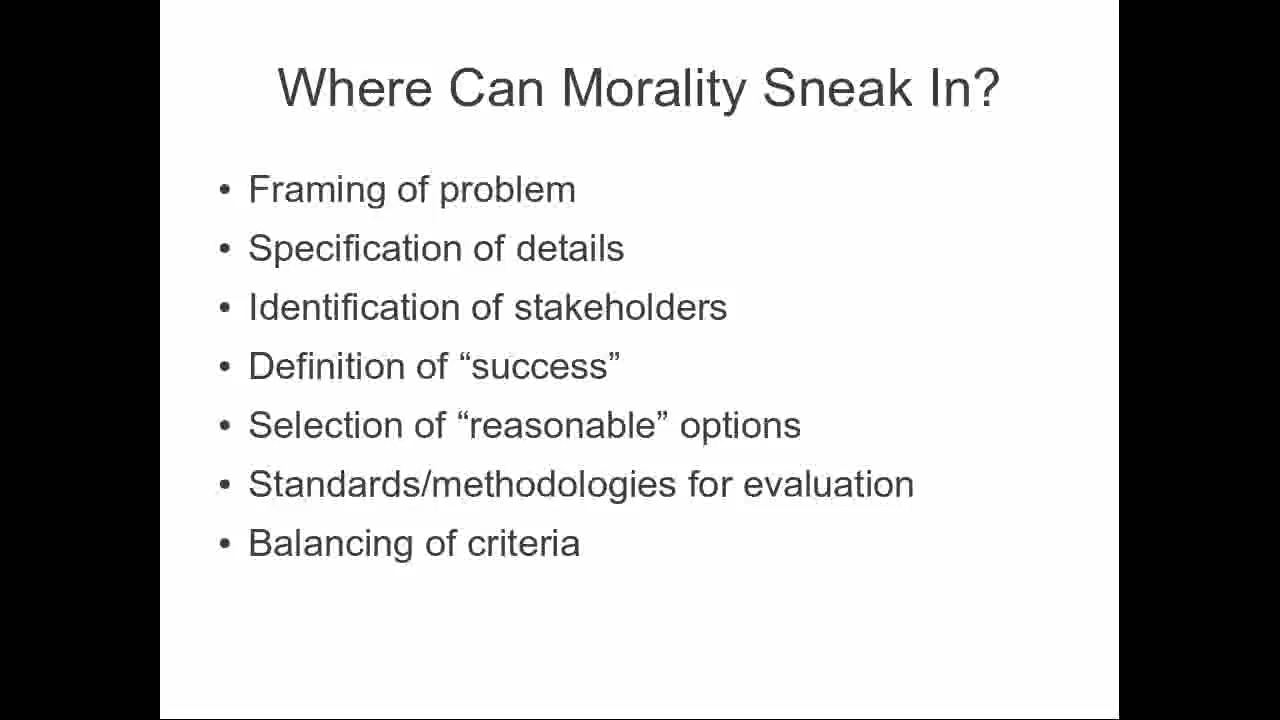 Where Can Morality Sneak In?
• Framing of problem
• Specification of details
• Identification of stakeholders
• Definition of “success”
• Selection of “reasonable” options
• Standards/methodologies for evaluation
• Balancing of criteria